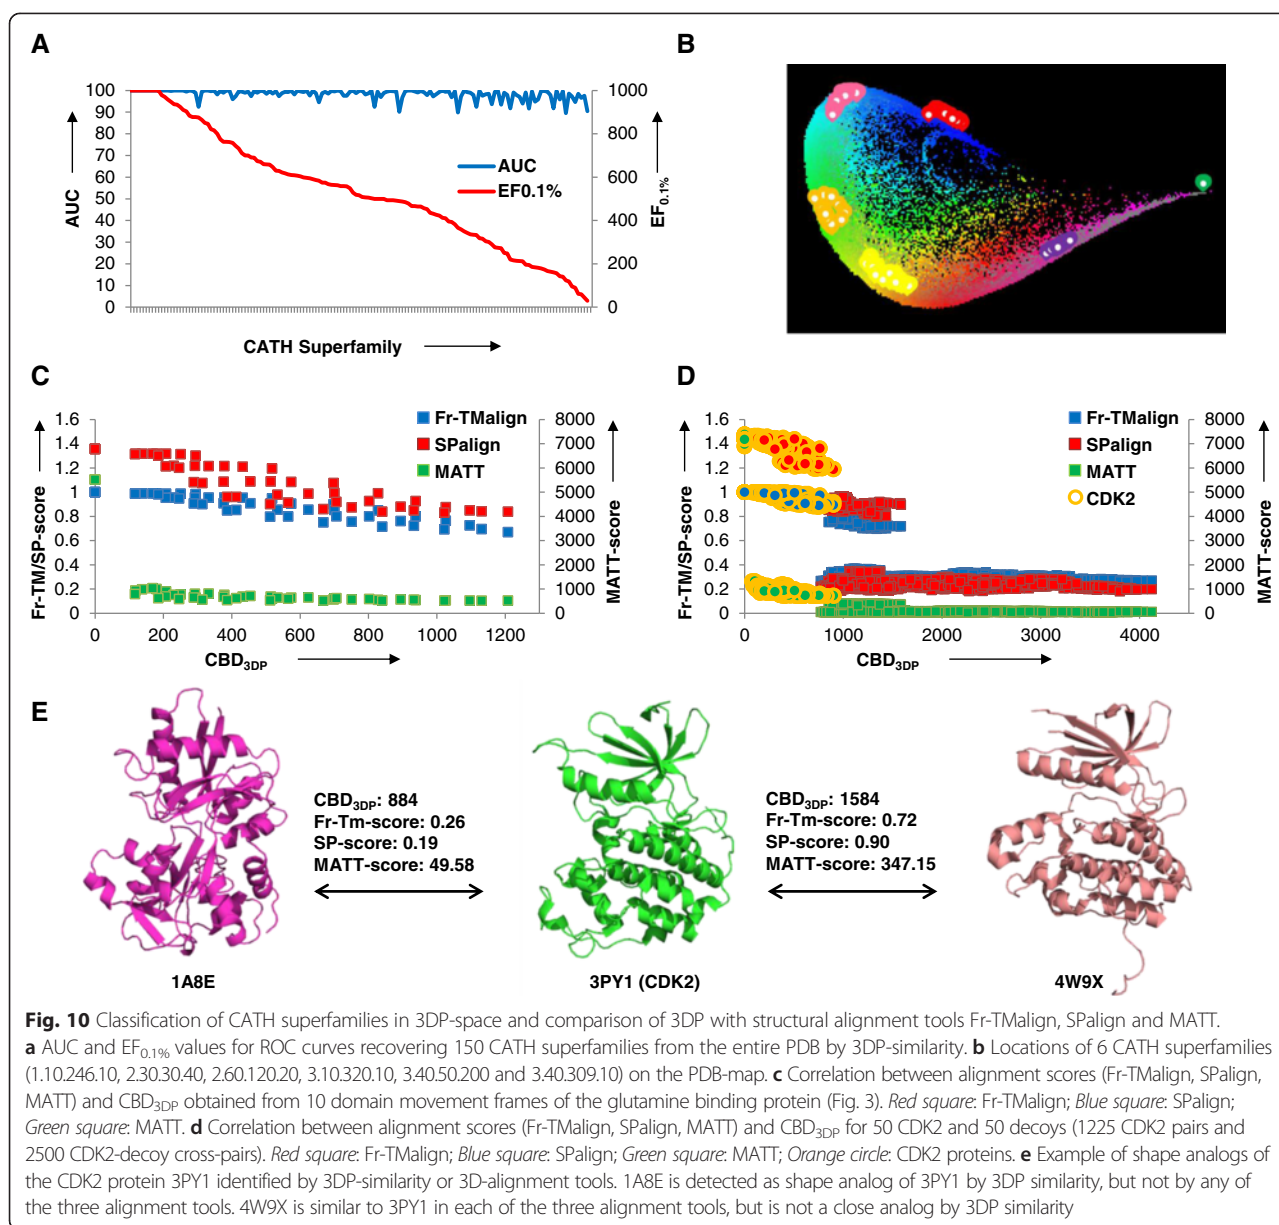 A
100
90
80
70
60
50
40
30
20
10
0
AUC
1000
800
600
400
200
0
EF0.1%
AUC
EF0.1%
CATH Superfamily
B
C
1.6
1.4
1.2
1
0.8
0.6
0.4
0.2
0
Fr-TM/SP-score
8000
7000
6000
5000
4000
3000
2000
1000
0
MATT-score
Fr-TMalign
SPalign
MATT
0 200 400 600 800 1000 1200
CBD3DP
D
1.6
1.4
1.2
1
0.8
0.6
0.4
0.2
0
Fr-TM/SP-score
8000
7000
6000
5000
4000
3000
2000
1000
0
MATT-score
Fr-TMalign
SPalign
MATT
CDK2
0 1000 2000 3000 4000
CBD3DP
E
CBD3DP: 884
Fr-Tm-score: 0.26
SP-score: 0.19
MATT-score: 49.58
CBD3DP: 1584
Fr-Tm-score: 0.72
SP-score: 0.90
MATT-score: 347.15
1A8E
3PY1 (CDK2)
4W9X
Fig. 10 Classification of CATH superfamilies in 3DP-space and comparison of 3DP with structural alignment tools Fr-TMalign, SPalign and MATT.
a AUC and EF0.1% values for ROC curves recovering 150 CATH superfamilies from the entire PDB by 3DP-similarity. b Locations of 6 CATH superfamilies
(1.10.246.10, 2.30.30.40, 2.60.120.20, 3.10.320.10, 3.40.50.200 and 3.40.309.10) on the PDB-map. c Correlation between alignment scores (Fr-TMalign, SPalign,
MATT) and CBD3DP obtained from 10 domain movement frames of the glutamine binding protein (Fig. 3). Red square: Fr-TMalign; Blue square: SPalign;
Green square: MATT. d Correlation between alignment scores (Fr-TMalign, SPalign, MATT) and CBD3DP for 50 CDK2 and 50 decoys (1225 CDK2 pairs and
2500 CDK2-decoy cross-pairs). Red square: Fr-TMalign; Blue square: SPalign; Green square: MATT; Orange circle: CDK2 proteins. e Example of shape analogs of
the CDK2 protein 3PY1 identified by 3DP-similarity or 3D-alignment tools. 1A8E is detected as shape analog of 3PY1 by 3DP similarity, but not by any of
the three alignment tools. 4W9X is similar to 3PY1 in each of the three alignment tools, but is not a close analog by 3DP similarity